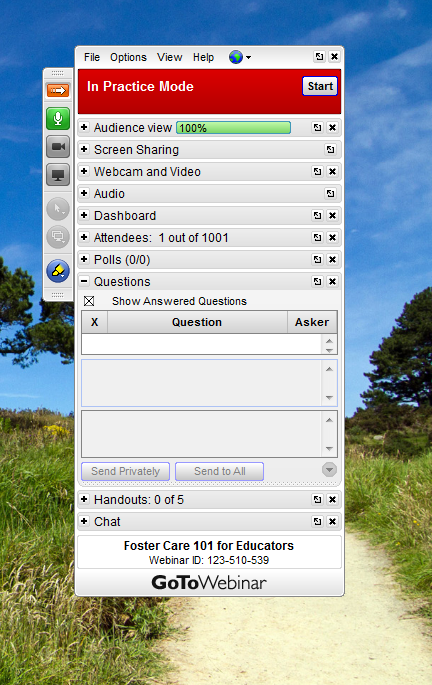 File Options View Help
In Practice Mode Start
Audience view 100%
Screen Sharing
Webcam and Video
Audio
Dashboard
Attendees: 1 out of 1001
Polls (0/0)
Questions
Show Answered Questions
X Question Asker
Send Privately Send to All
Handouts: 0 of 5
Chat
Foster Care 101 for Educators
Webinar ID: 123-510-539
GoToWebinar